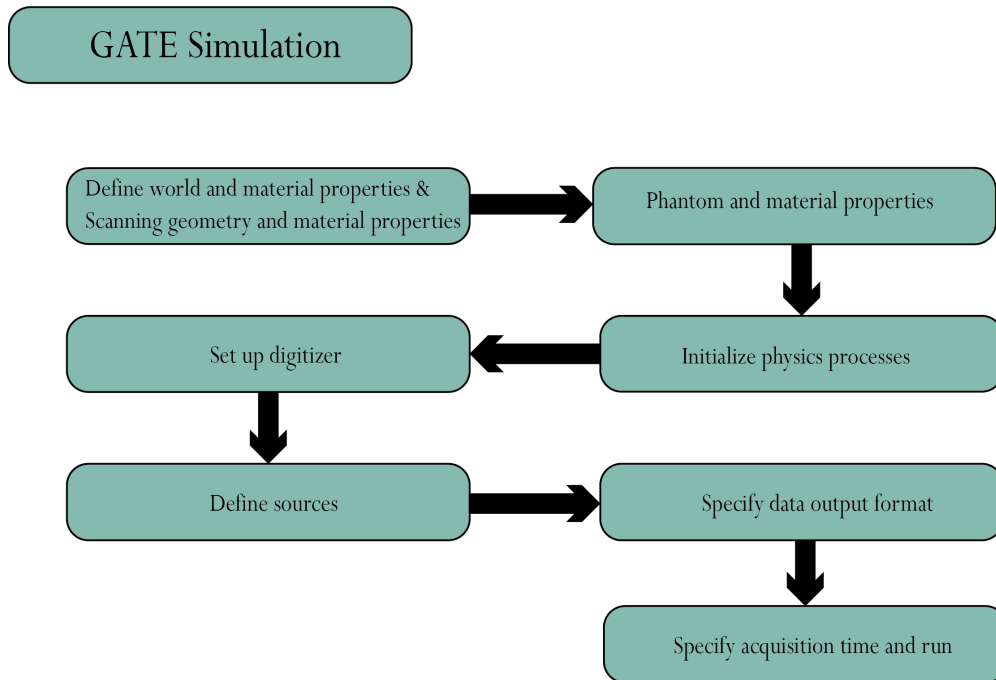 GATE Simulation
Define world and material properties &
Scanning geometry and material properties
Phantom and material properties
Initialize physics processes
Set up digitizer
Define sources
Specify data output format
Specify acquisition time and run